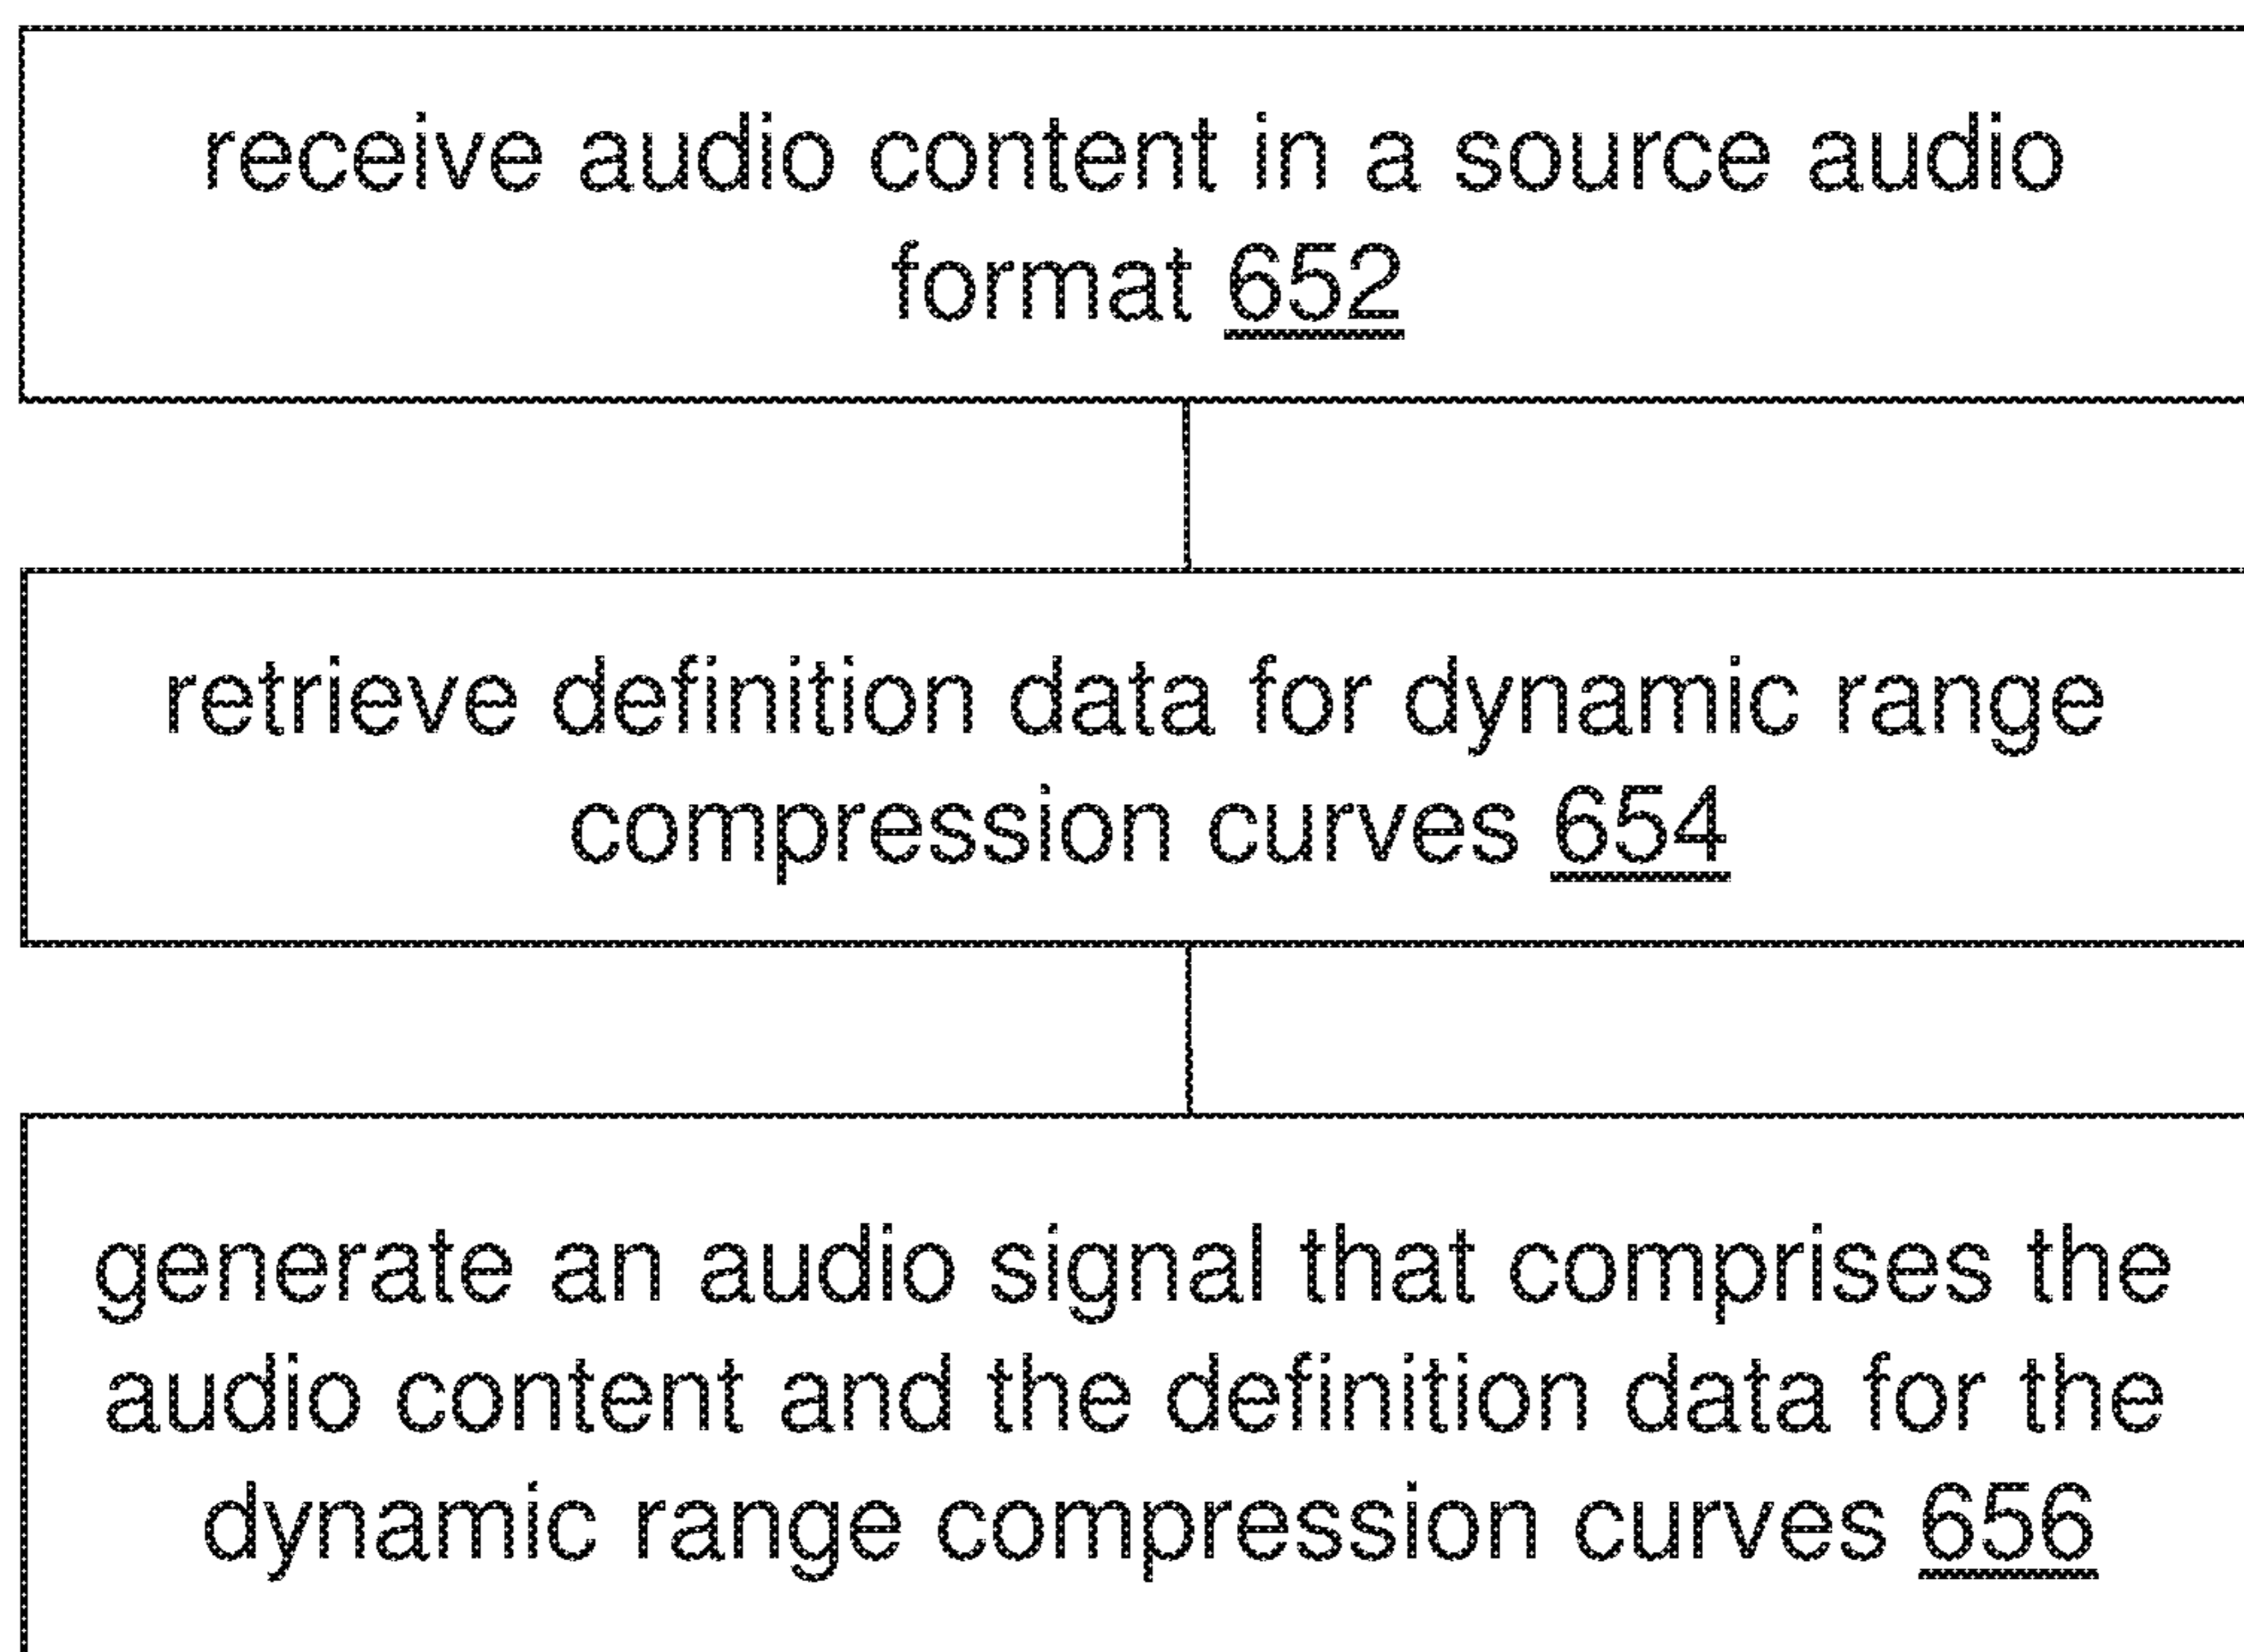 receive audio content in a source audio
format 652
retrieve definition data for dynamic range
compression curves 654
generate an audio signal that comprises the
audio content and the definition data for the
dynamic range compression curves 656